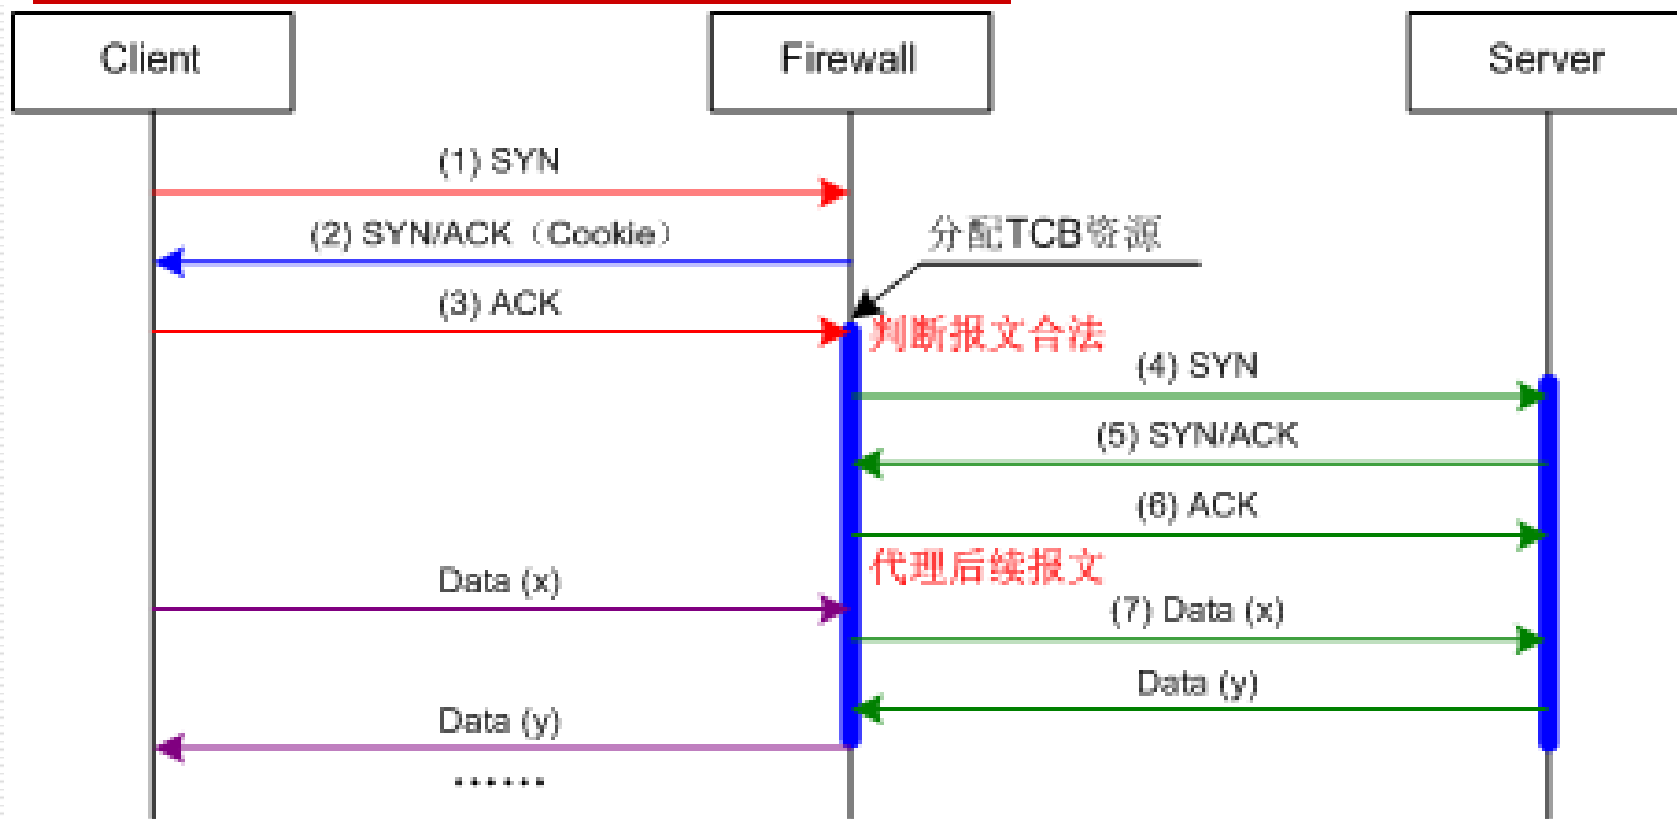 Client
Firewall
Server
(1) SYN
(2) SYN/ACK（Cookie）
分配TCB资源
(3) ACK
判断报文合法
(4) SYN
(5) SYN/ACK
(6) ACK
代理后续报文
Data (x)
(7) Data (x)
Data (y)
Data (y)
······